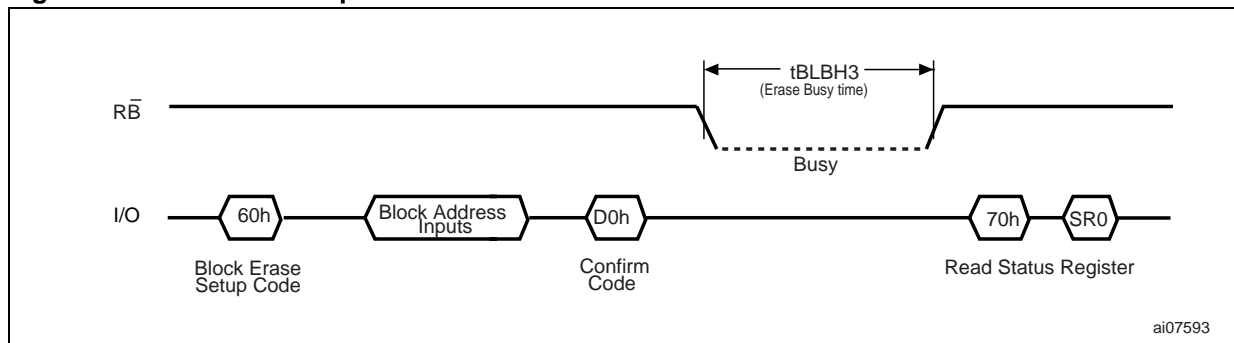 tBLBH3
(Erase Busy time)
RB̅
Busy
I/O
60h
Block Address
Inputs
D0h
70h
SR0
Block Erase
Setup Code
Confirm
Code
Read Status Register
ai07593